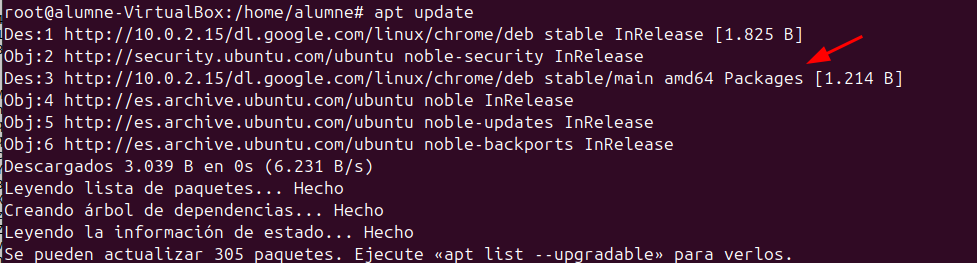 root@alumne-VirtualBox:/home/alumne# apt update
Des:1 http://10.0.2.15/dl.google.com/linux/chrome/deb stable InRelease [1.825 B]
Obj:2 http://security.ubuntu.com/ubuntu noble-security InRelease
Des:3 http://10.0.2.15/dl.google.com/linux/chrome/deb stable/main amd64 Packages [1.214 B]
Obj:4 http://es.archive.ubuntu.com/ubuntu noble InRelease
Obj:5 http://es.archive.ubuntu.com/ubuntu noble-updates InRelease
Obj:6 http://es.archive.ubuntu.com/ubuntu noble-backports InRelease
Descargados 3.039 B en 0s (6.231 B/s)
Leyendo lista de paquetes... Hecho
Creando árbol de dependencias... Hecho
Leyendo la información de estado... Hecho
Se pueden actualizar 305 paquetes. Ejecute «apt list --upgradable» para verlos.